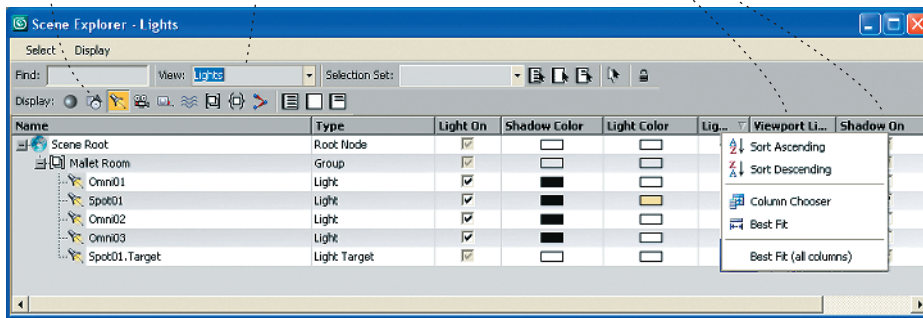 Scene Explorer - Lights
Select Display
Find: View: Lights Selection Set:
Display:
Name Type Light On Shadow Color Light Color Lig... Viewport Li... Shadow On
Scene Root Root Node
Mallet Room Group
Omni01 Light
Spot01 Light
Omni02 Light
Omni03 Light
Spot01.Target Light Target
Sort Ascending
Sort Descending
Column Chooser
Best Fit
Best Fit (all columns)